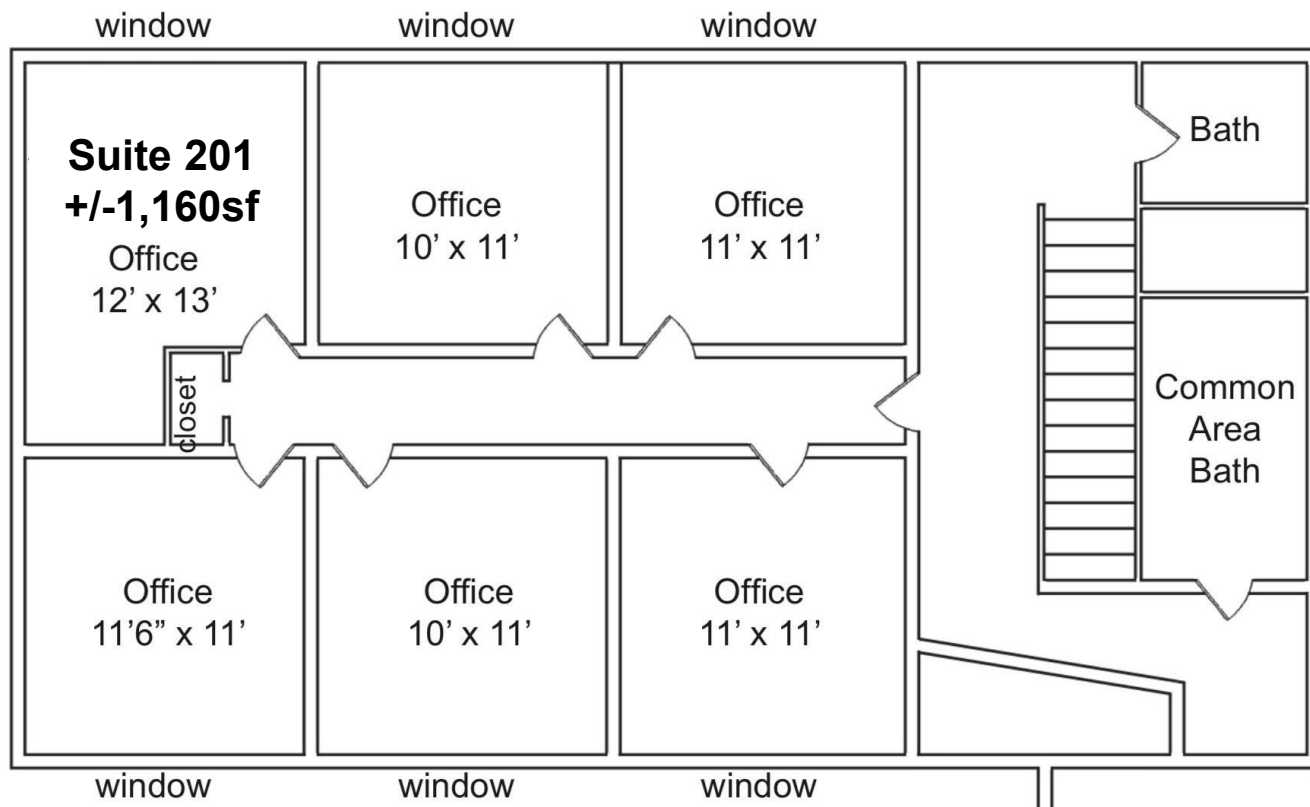 window
window
window
Suite 201
+/-1,160sf
Office
12’ x 13’
Office
10’ x 11’
Office
11’ x 11’
Bath
closet
Common
Area
Bath
Office
11’6” x 11’
Office
10’ x 11’
Office
11’ x 11’
window
window
window